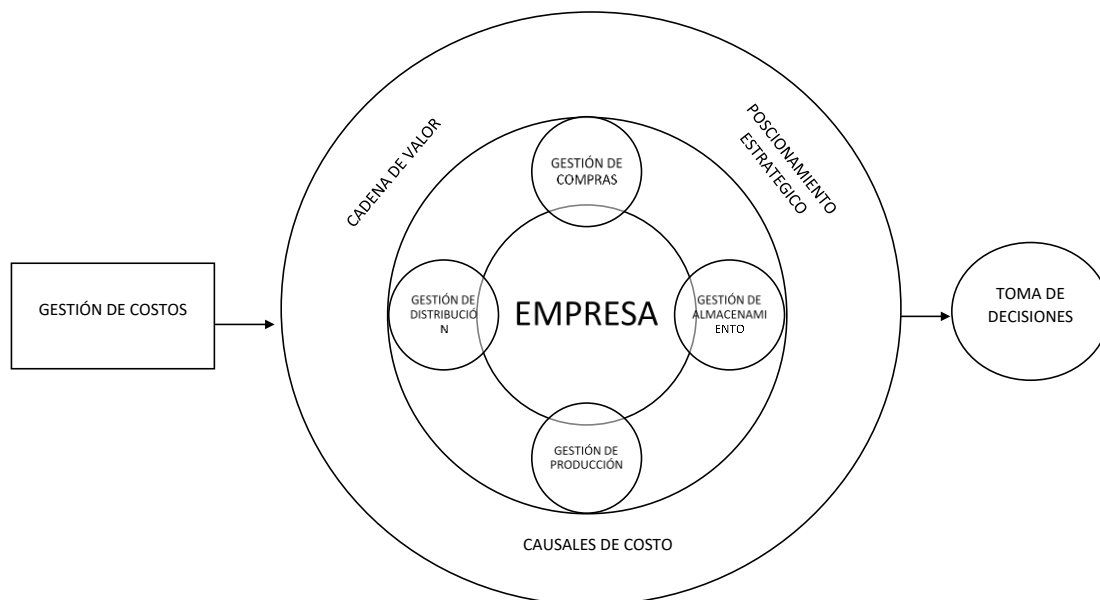 CADENA DE VALOR
POSCIONAMIENTO
ESTRATEGICO
GESTIÓN DE
COMPRAS
GESTIÓN DE COSTOS
GESTIÓN DE
DISTRIBUCIÓ
N
EMPRESA
GESTIÓN DE
ALMACENAMI
ENTO
TOMA DE
DECISIONES
GESTIÓN DE
PRODUCCIÓN
CAUSALES DE COSTO